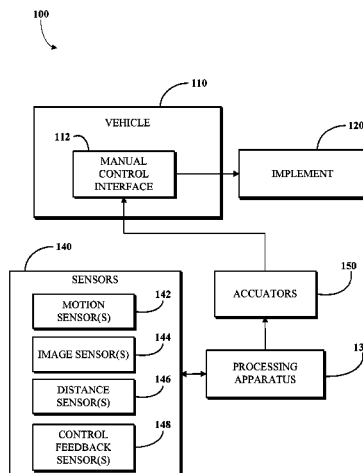 100
110
VEHICLE
112
MANUAL
CONTROL
INTERFACE
120
IMPLEMENT
140
SENSORS
MOTION
SENSOR(S)
142
IMAGE SENSOR(S)
144
DISTANCE
SENSOR(S)
146
CONTROL
FEEDBACK
SENSOR(S)
148
ACCUATORS
150
PROCESSING
APPARATUS